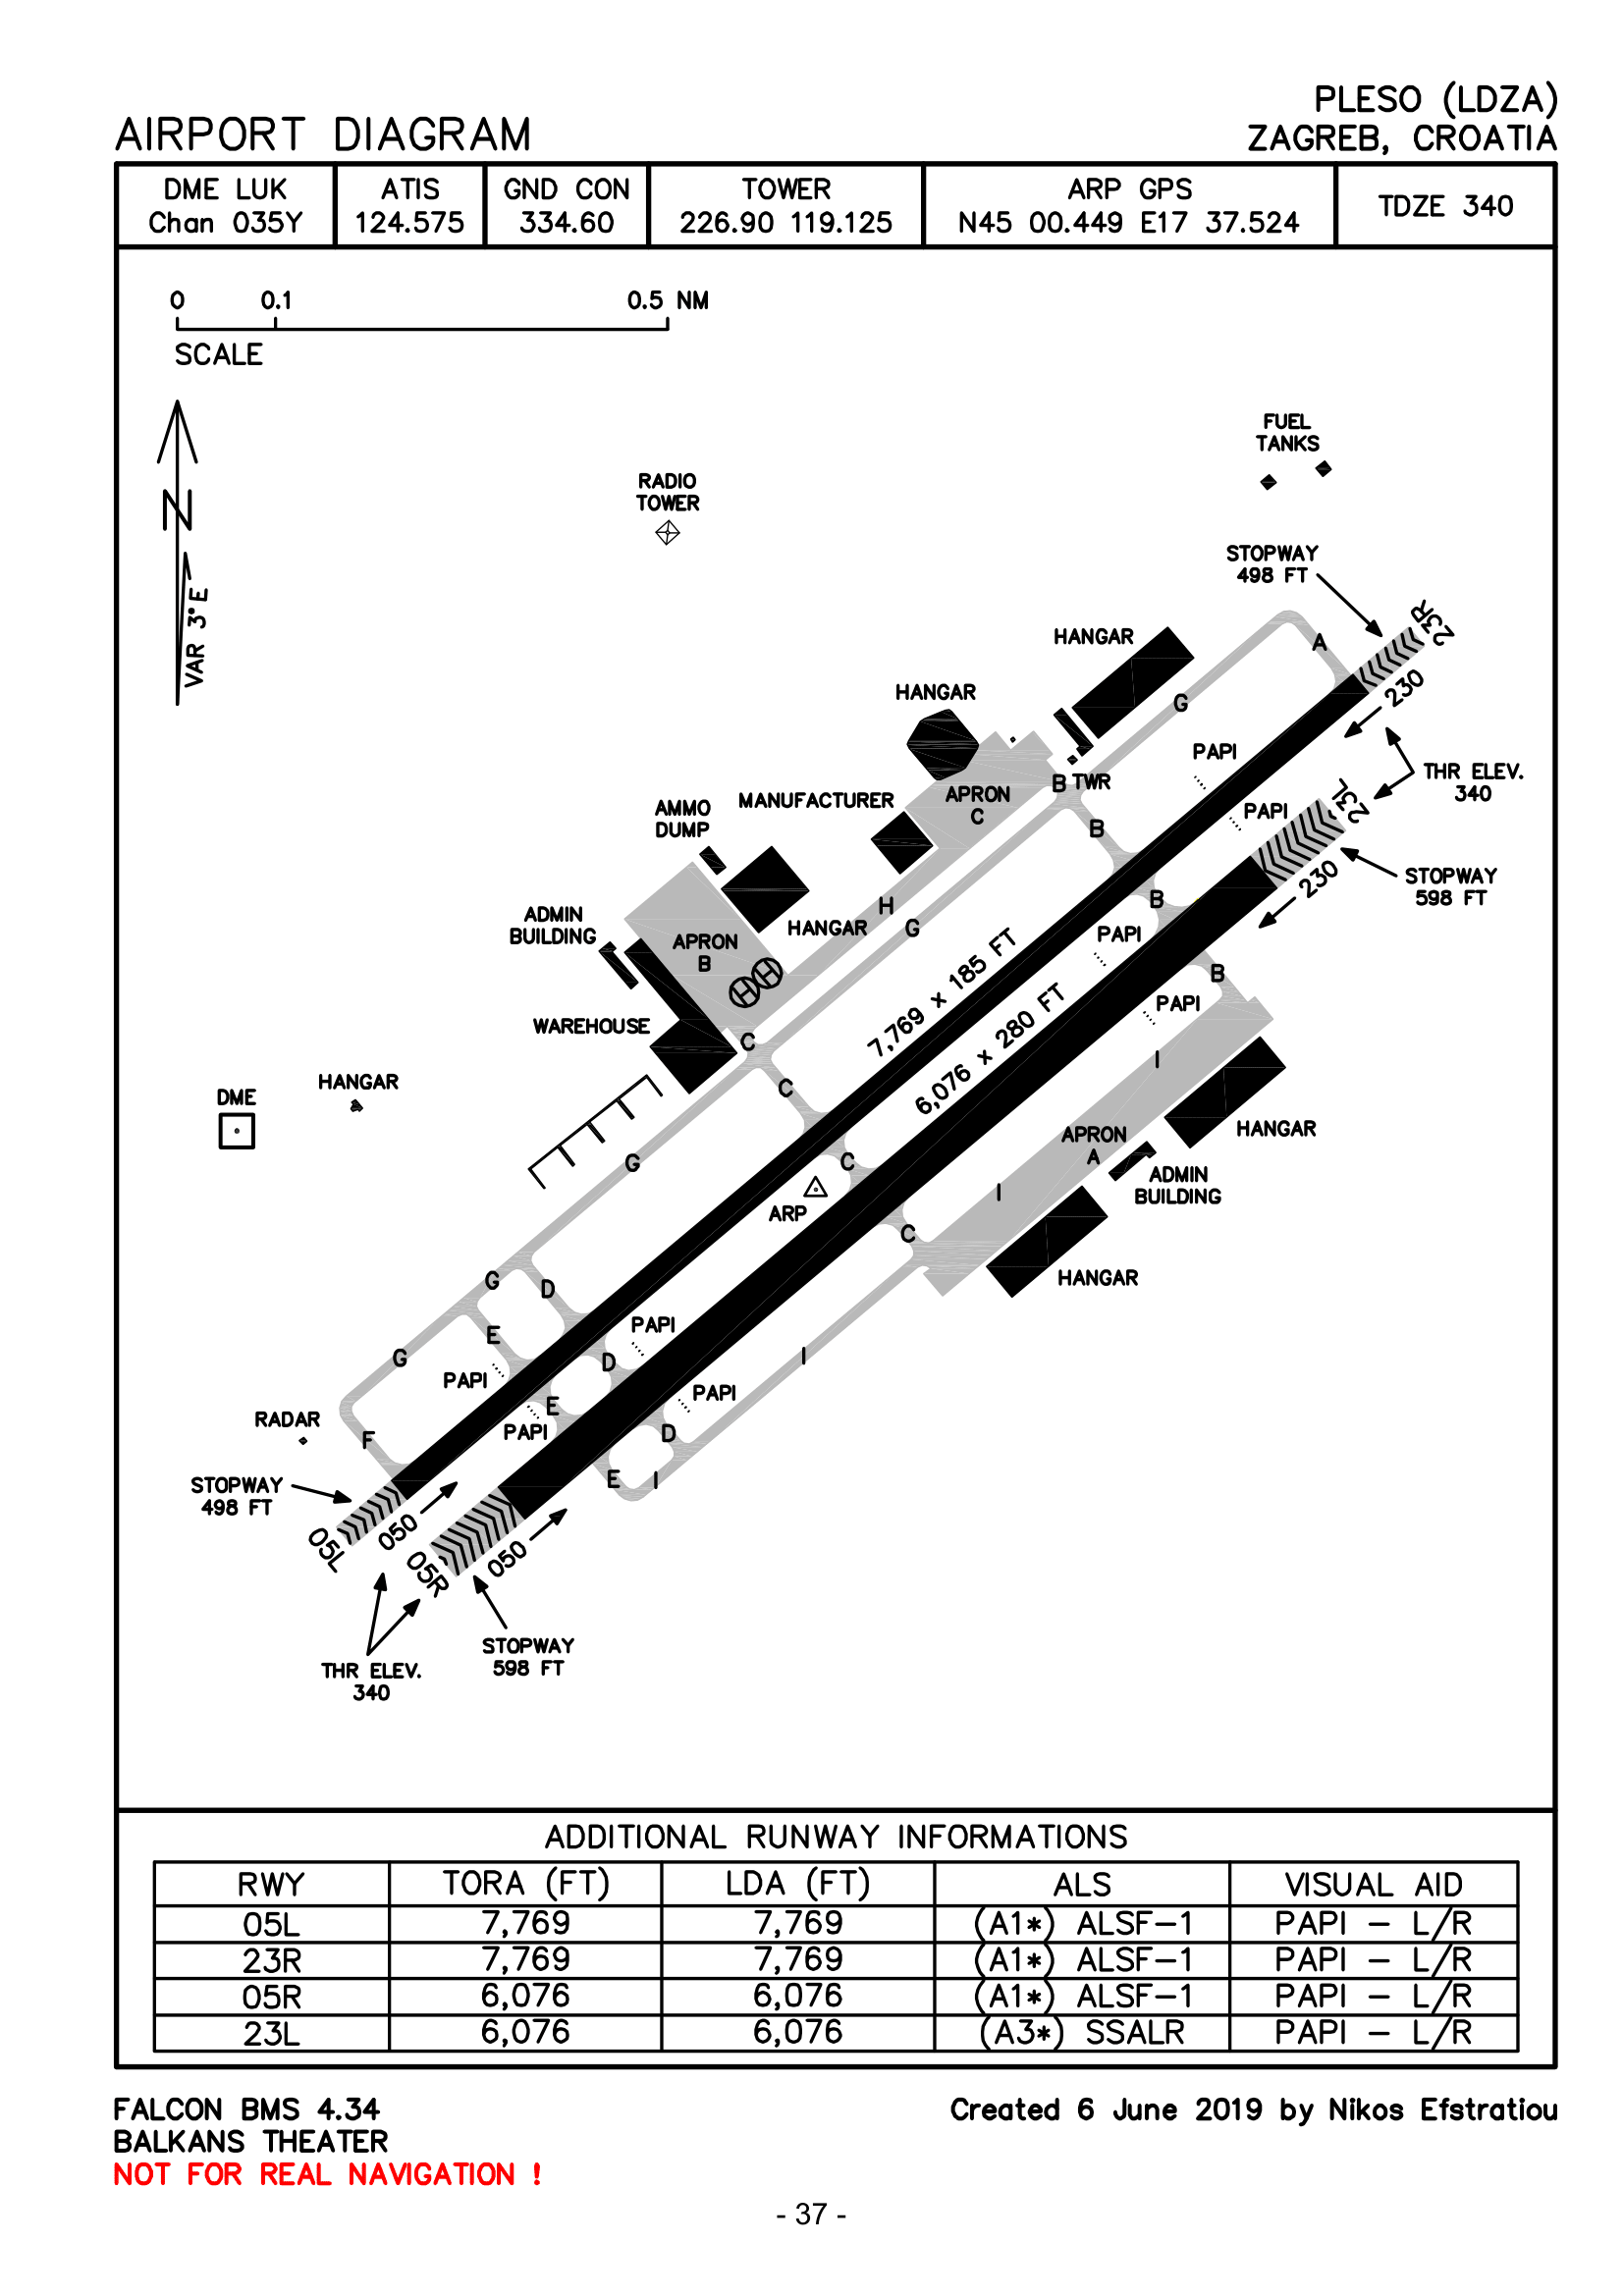 PLESO (LDZA)
AIRPORT DIAGRAM
ZAGREB, CROATIA
DME LUK
Chan 035Y
ATIS
124.575
GND CON
334.60
TOWER
226.90 119.125
ARP GPS
N45 00.449 E17 37.524
TDZE 340
0 0.1 0.5 NM
SCALE
N
VAR 3° E
FUEL
TANKS
RADIO
TOWER
STOPWAY
498 FT
23R
HANGAR
A
230
HANGAR
G
PAPI
THR ELEV.
340
B TWR
APRON
C
MANUFACTURER
AMMO
DUMP
PAPI
23L
B
STOPWAY
598 FT
230
H
B
G
HANGAR
ADMIN
BUILDING
APRON
B
PAPI
B
H
H
7,769 x 185 FT
PAPI
WAREHOUSE
C
6,076 x 280 FT
I
HANGAR
C
DME
HANGAR
APRON
A
G
C
ADMIN
BUILDING
I
ARP
C
HANGAR
G
D
PAPI
E
I
G
D
PAPI
PAPI
E
RADAR
PAPI
D
F
E
I
STOPWAY
498 FT
050
05L
050
05R
STOPWAY
598 FT
THR ELEV.
340
ADDITIONAL RUNWAY INFORMATIONS
RWY TORA (FT) LDA (FT) ALS VISUAL AID
05L 7,769 7,769 (A1*) ALSF-1 PAPI - L/R
23R 7,769 7,769 (A1*) ALSF-1 PAPI - L/R
05R 6,076 6,076 (A1*) ALSF-1 PAPI - L/R
23L 6,076 6,076 (A3*) SSALR PAPI - L/R
FALCON BMS 4.34
Created 6 June 2019 by Nikos Efstratiou
BALKANS THEATER
NOT FOR REAL NAVIGATION !
- 37 -